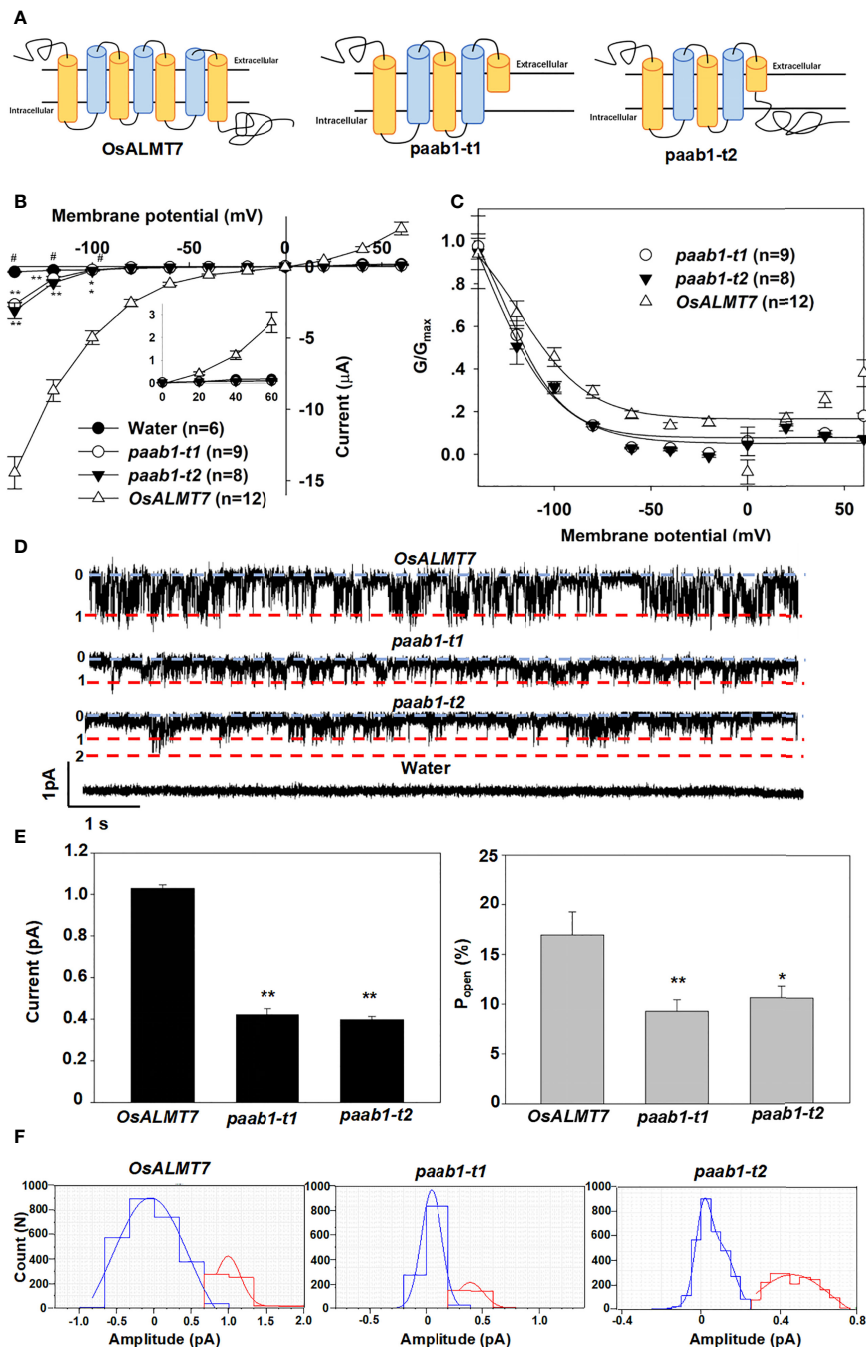 A
Extracellular
Intracellular
OsALMT7
Extracellular
Intracellular
paab1-t1
Extracellular
Intracellular
paab1-t2
B
Membrane potential (mV)
-100 -50 0 50
0
-5
-10
-15
Current (µA)
# # #
** ** **
** ** *
*
3
2
1
0
0 20 40 60
Water (n=6)
paab1-t1 (n=9)
paab1-t2 (n=8)
OsALMT7 (n=12)
C
1.0
.8
.6
.4
.2
0.0
G/Gmax
paab1-t1 (n=9)
paab1-t2 (n=8)
OsALMT7 (n=12)
-100 -50 0 50
Membrane potential (mV)
D
OsALMT7
0
1
paab1-t1
0
1
paab1-t2
0
1
2
Water
1pA
1 s
E
1.2
1.0
0.8
0.6
0.4
0.2
0
Current (pA)
** **
OsALMT7 paab1-t1 paab1-t2
25
20
15
10
5
0
Popen (%)
** *
OsALMT7 paab1-t1 paab1-t2
F
OsALMT7
1000
800
600
400
200
0
Count (N)
-1.0 -0.5 0 0.5 1.0 1.5 2.0
Amplitude (pA)
paab1-t1
1000
800
600
400
200
0
-0.5 0 0.5 1.0
Amplitude (pA)
paab1-t2
1000
800
600
400
200
0
-0.4 0 0.4 0.8
Amplitude (pA)